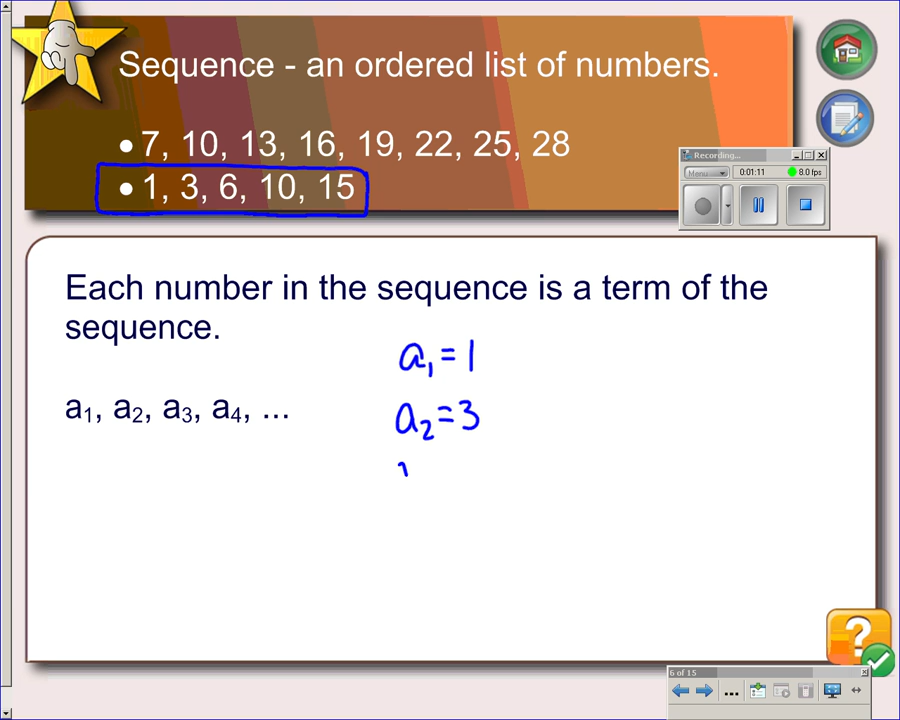 Sequence - an ordered list of numbers.
• 7, 10, 13, 16, 19, 22, 25, 28
• 1, 3, 6, 10, 15
Recording...
Menu
0:01:11
8.0 fps
Each number in the sequence is a term of the
sequence.
a₁ = 1
a₁, a₂, a₃, a₄, ...
a₂ = 3
6 of 15